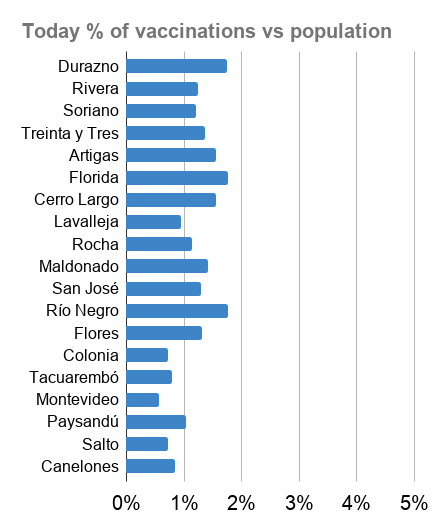 Today % of vaccinations vs population
Durazno
Rivera
Soriano
Treinta y Tres
Artigas
Florida
Cerro Largo
Lavalleja
Rocha
Maldonado
San José
Río Negro
Flores
Colonia
Tacuarembó
Montevideo
Paysandú
Salto
Canelones
0% 1% 2% 3% 4% 5%